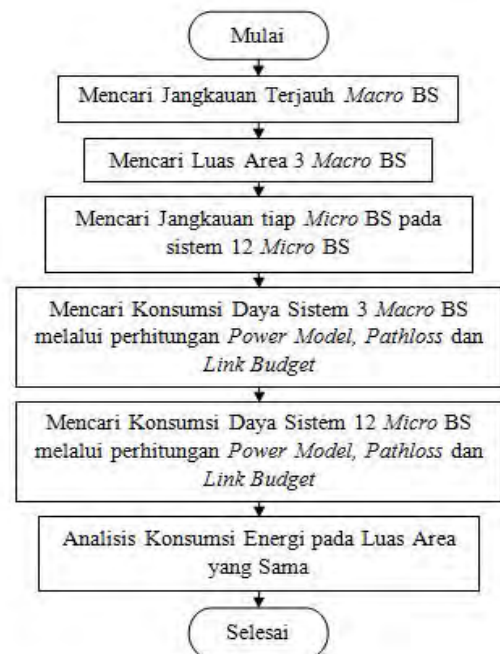 Mulai
Mencari Jangkauan Terjauh Macro BS
Mencari Luas Area 3 Macro BS
Mencari Jangkauan tiap Micro BS pada
sistem 12 Micro BS
Mencari Konsumsi Daya Sistem 3 Macro BS
melalui perhitungan Power Model, Pathloss dan
Link Budget
Mencari Konsumsi Daya Sistem 12 Micro BS
melalui perhitungan Power Model, Pathloss dan
Link Budget
Analisis Konsumsi Energi pada Luas Area
yang Sama
Selesai